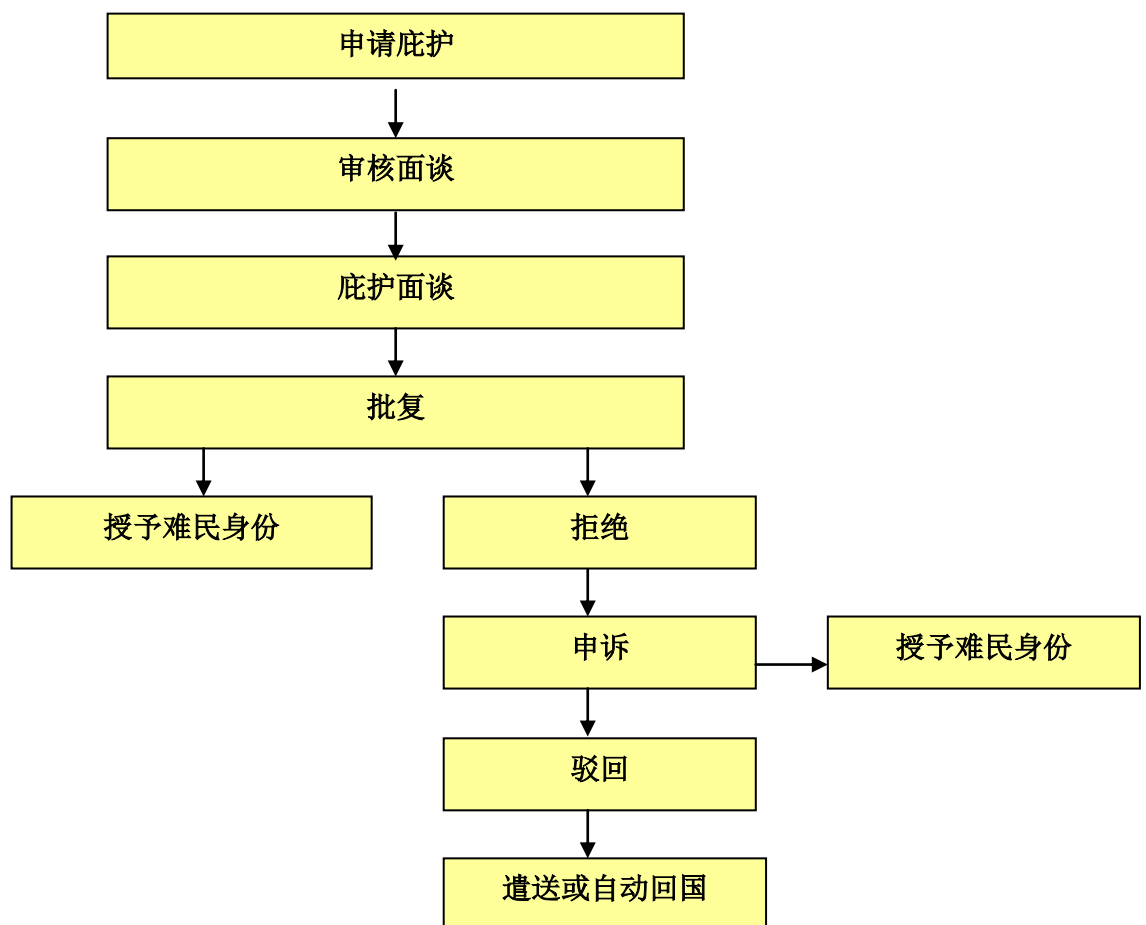 申请庇护
审核面谈
庇护面谈
批复
授予难民身份
拒绝
申诉
授予难民身份
驳回
遣送或自动回国